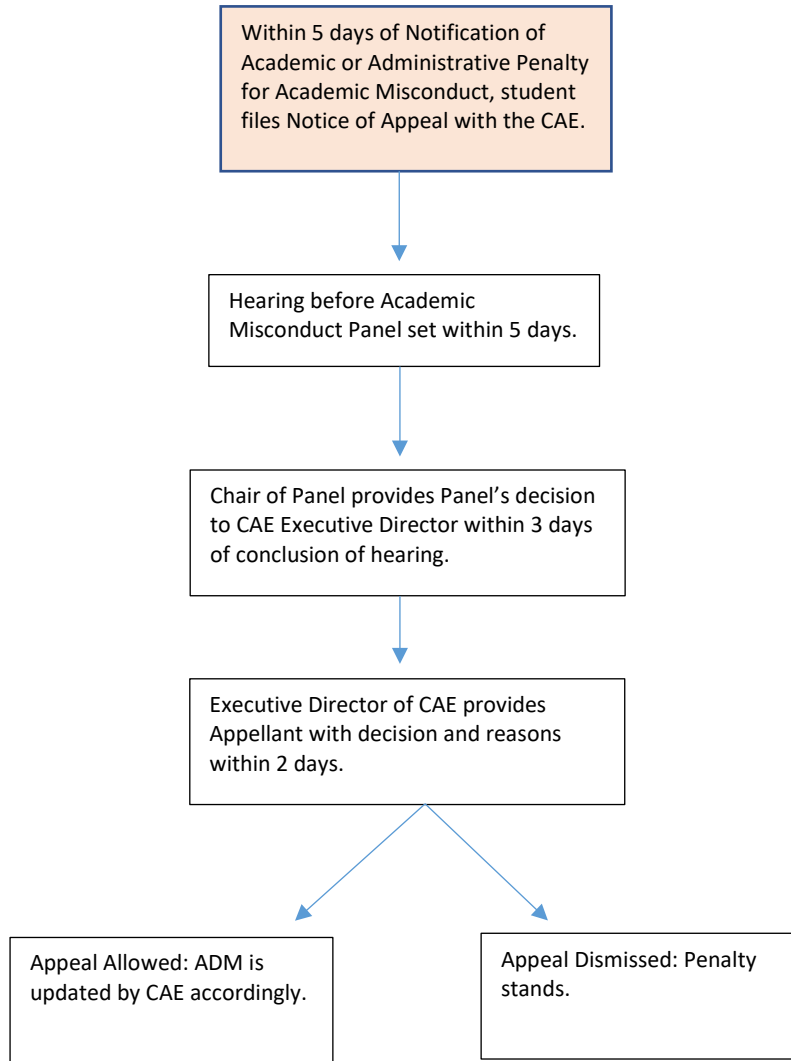 Within 5 days of Notification of
Academic or Administrative Penalty
for Academic Misconduct, student
files Notice of Appeal with the CAE.
Hearing before Academic
Misconduct Panel set within 5 days.
Chair of Panel provides Panel’s decision
to CAE Executive Director within 3 days
of conclusion of hearing.
Executive Director of CAE provides
Appellant with decision and reasons
within 2 days.
Appeal Allowed: ADM is
updated by CAE accordingly.
Appeal Dismissed: Penalty
stands.